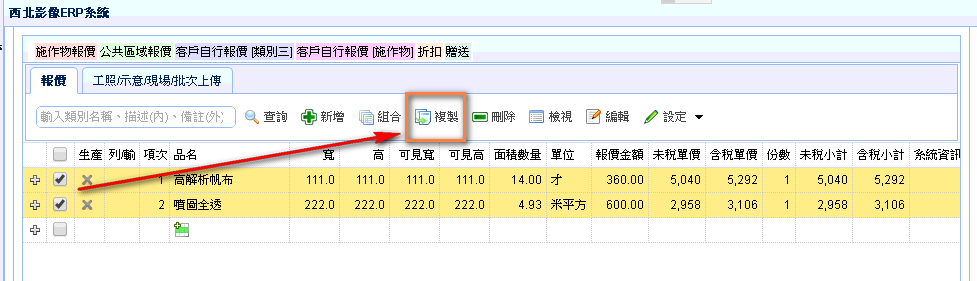 西北影像ERP系統
施作物報價 公共區域報價 客戶自行報價 [類別三] 客戶自行報價 [施作物] 折扣 贈送
報價 工照/示意/現場/批次上傳
輸入類別名稱、描述(內)、備註(外) 查詢 新增 組合 複製 刪除 檢視 編輯 設定
生產 列/輸 項次 品名 寬 高 可見寬 可見高 面積數量 單位 報價金額 未稅單價 含稅單價 份數 未稅小計 含稅小計 系統資訊
1 高解析帆布 111.0 111.0 111.0 111.0 14.00 才 360.00 5,040 5,292 1 5,040 5,292
2 噴圖全透 222.0 222.0 222.0 222.0 4.93 米平方 600.00 2,958 3,106 1 2,958 3,106